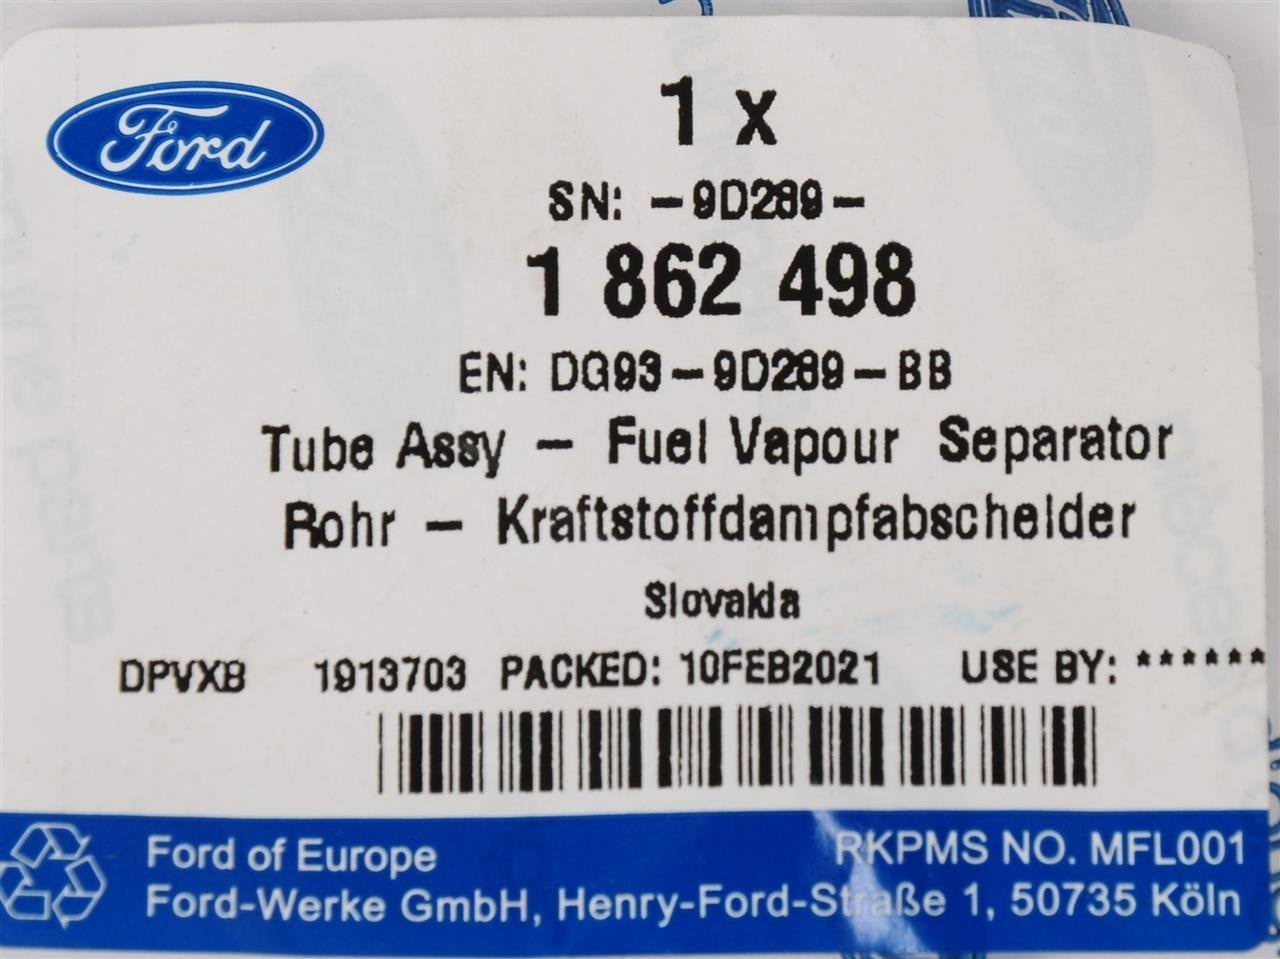 Ford
1 x
SN: -9D289-
1 862 498
EN: DG93-9D289-BB
Tube Assy - Fuel Vapour Separator
Rohr - Kraftstoffdampfabscheider
Slovakia
DPVXB 1913703 PACKED: 10FEB2021 USE BY: ******
Ford of Europe RKPMS NO. MFL001
Ford-Werke GmbH, Henry-Ford-Straße 1, 50735 Köln